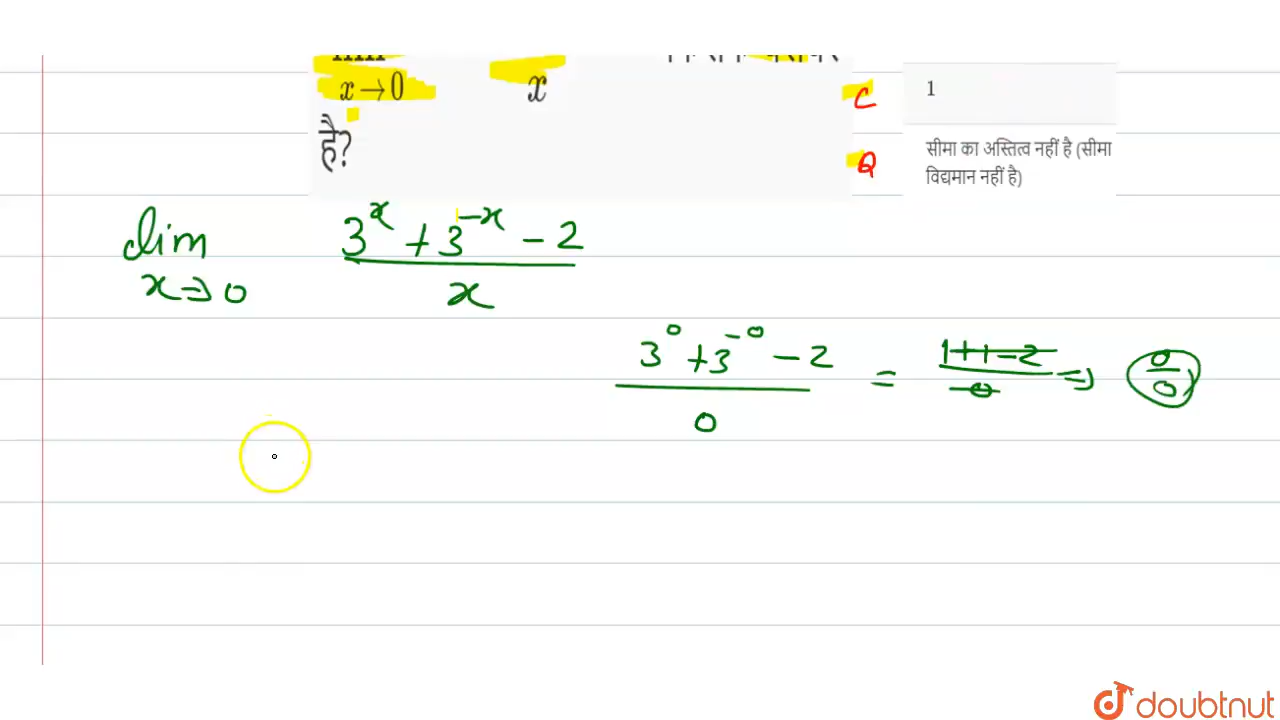 x→0 x
C 1
है?
Q सीमा का अस्तित्व नहीं है (सीमा
विद्यमान नहीं है)
lim 3^x + 3^-x - 2
x→0 x
3^0 + 3^-0 - 2 = 1+1-2 ⇒ 0
0 0 0
doubtnut